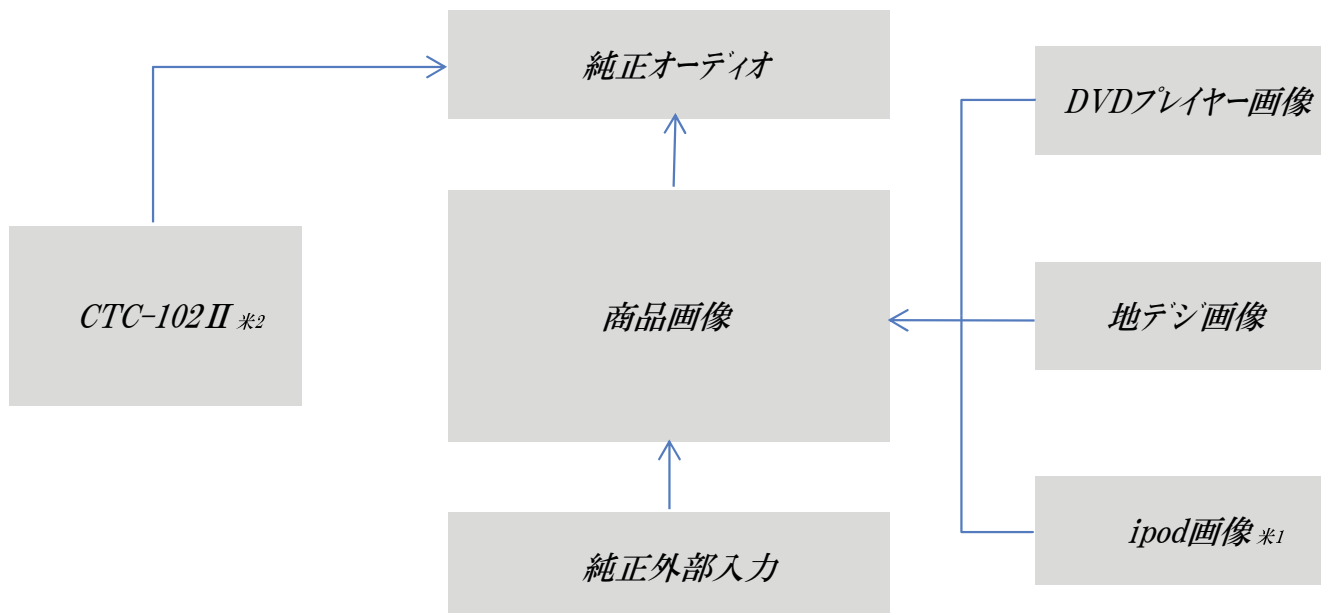 純正オーディオ
DVDプレイヤー画像
CTC-102Ⅱ 米2
商品画像
地デジ画像
純正外部入力
ipod画像 米1